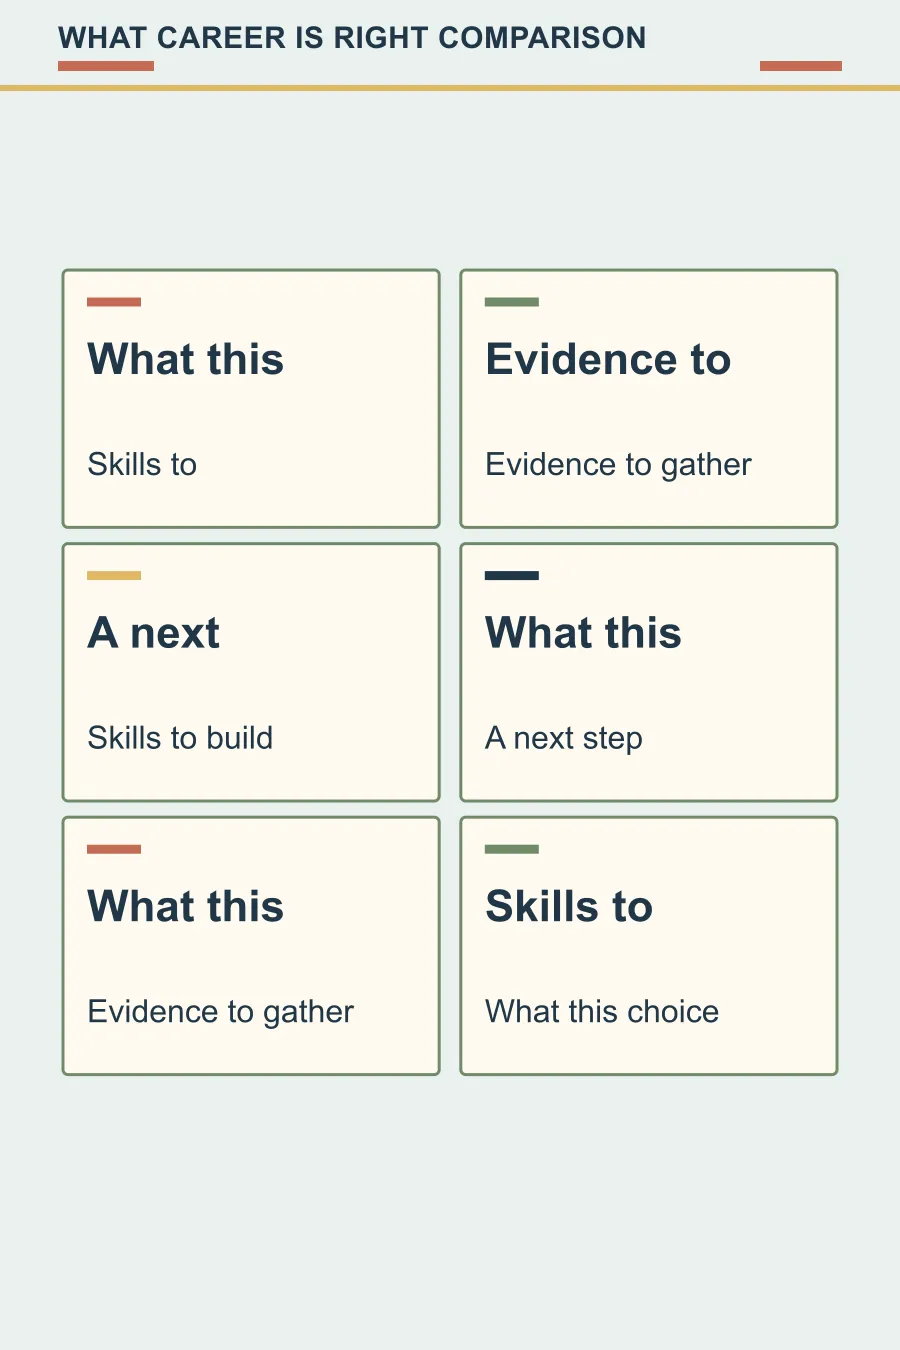 WHAT CAREER IS RIGHT COMPARISON
What this
Skills to
Evidence to
Evidence to gather
A next
Skills to build
What this
A next step
What this
Evidence to gather
Skills to
What this choice